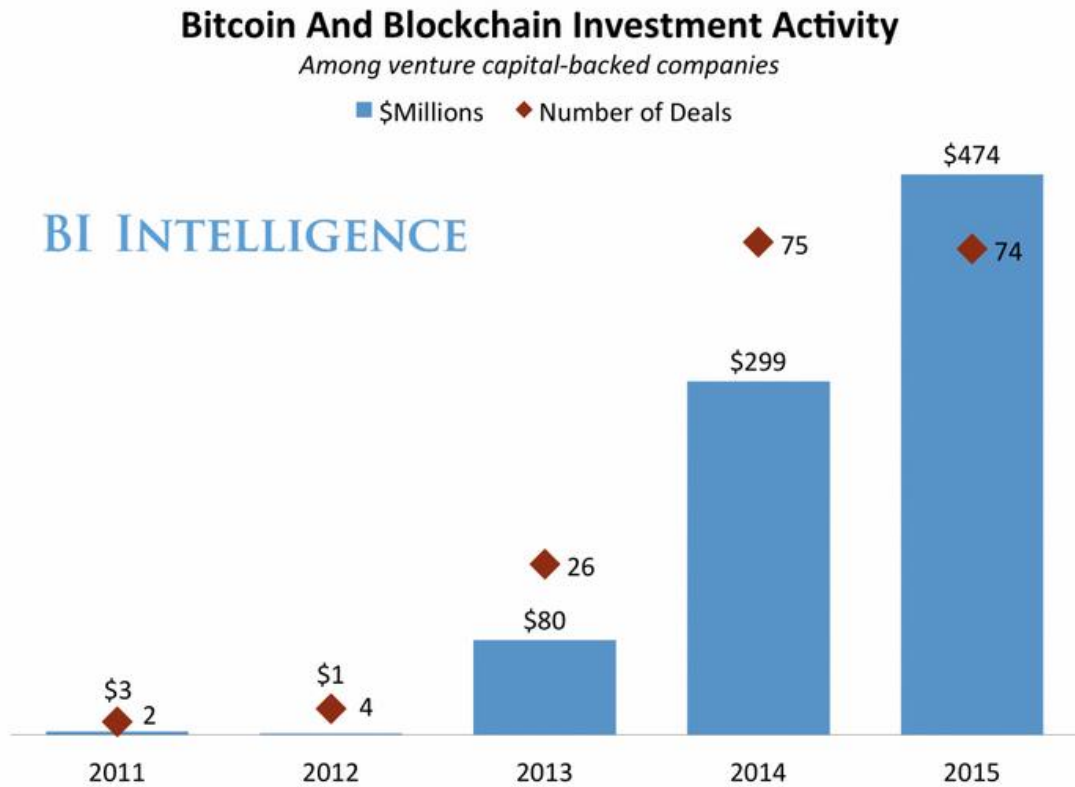 Bitcoin And Blockchain Investment Activity
Among venture capital-backed companies
$Millions Number of Deals
$474
BI INTELLIGENCE
75
74
$299
26
$80
$3
2
$1
4
2011 2012 2013 2014 2015